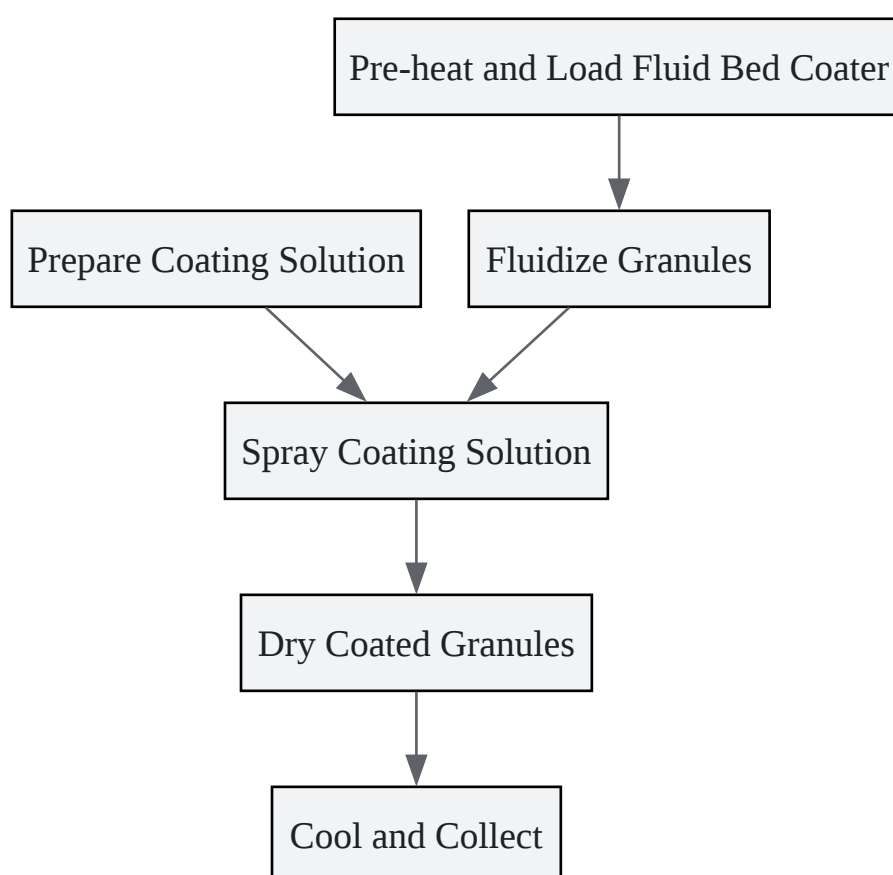 Pre-heat and Load Fluid Bed Coater
Prepare Coating Solution
Fluidize Granules
Spray Coating Solution
Dry Coated Granules
Cool and Collect